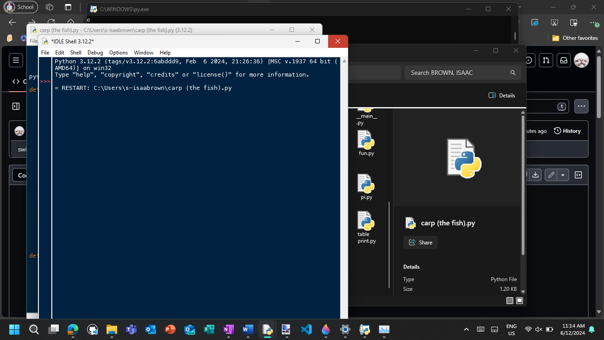 School
C:\WINDOWS\py.exe
carp (the fish).py - C:\Users\s-isaabrown\carp (the fish).py (3.12.2)
File
*IDLE Shell 3.12.2*
File Edit Shell Debug Options Window Help
Python 3.12.2 (tags/v3.12.2:6abddd9, Feb 6 2024, 21:26:36) [MSC v.1937 64 bit (
AMD64)] on win32
Type "help", "copyright", "credits" or "license()" for more information.
>>>
= RESTART: C:\Users\s-isaabrown\carp (the fish).py
Other favorites
Search BROWN, ISAAC
Details
__main__
.py
fun.py
pi.py
table
print.py
carp (the fish).py
Share
Details
Type Python File
Size 1.20 KB
utes ago History
ENG
US
11:14 AM
6/12/2024